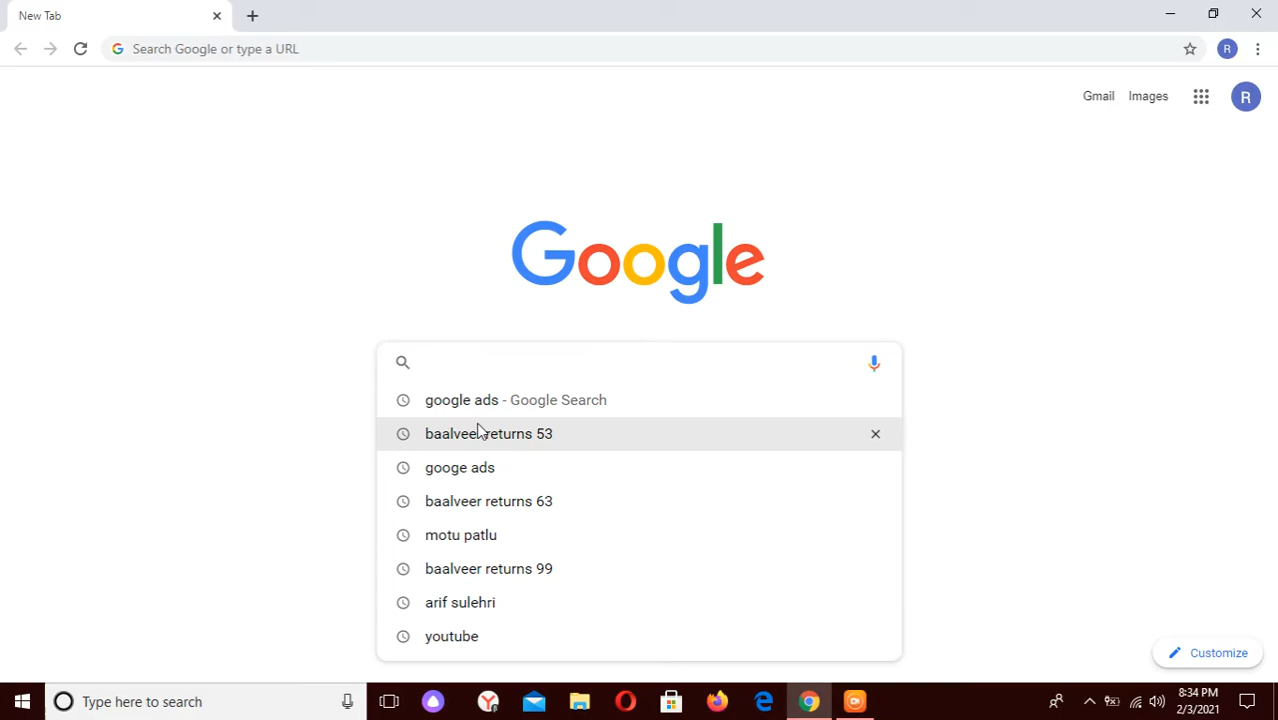 New Tab
Search Google or type a URL
R
Gmail Images R
Google
google ads - Google Search
baalveer returns 53
googe ads
baalveer returns 63
motu patlu
baalveer returns 99
arif sulehri
youtube
Customize
Type here to search
8:34 PM
2/3/2021